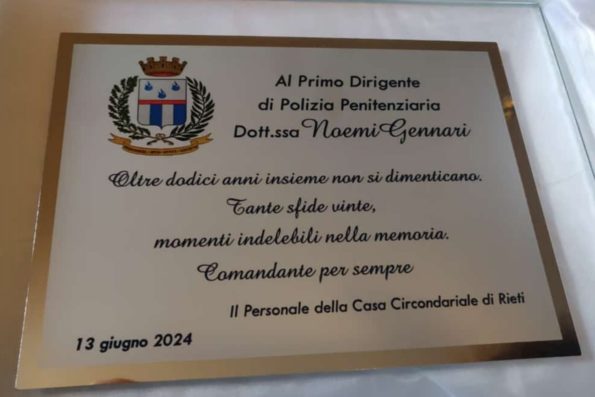 Al Primo Dirigente
di Polizia Penitenziaria
Dott.ssa Noemi Gennari
Oltre dodici anni insieme non si dimenticano.
Tante sfide vinte,
momenti indelebili nella memoria.
Comandante per sempre
Il Personale della Casa Circondariale di Rieti
13 giugno 2024